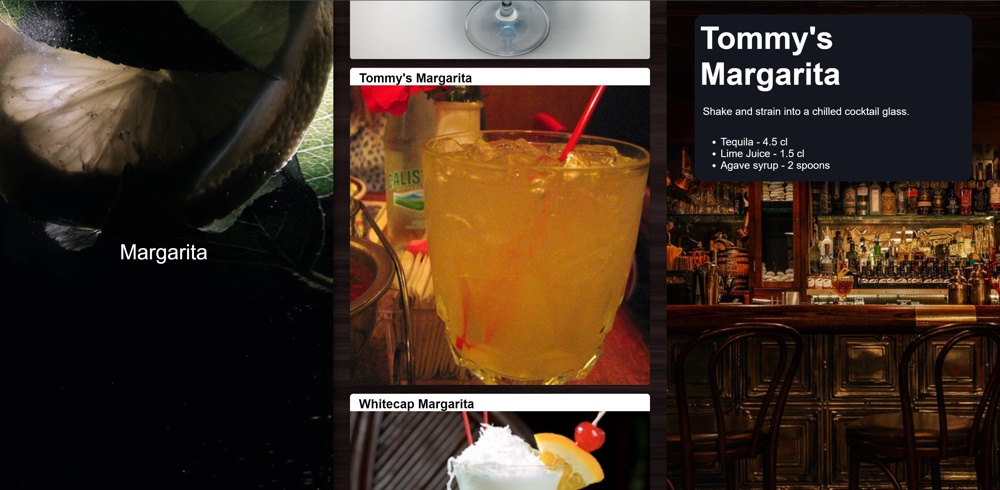 Margarita
Tommy's Margarita
CALIS
Whitecap Margarita
Tommy's
Margarita
Shake and strain into a chilled cocktail glass.
• Tequila - 4.5 cl
• Lime Juice - 1.5 cl
• Agave syrup - 2 spoons